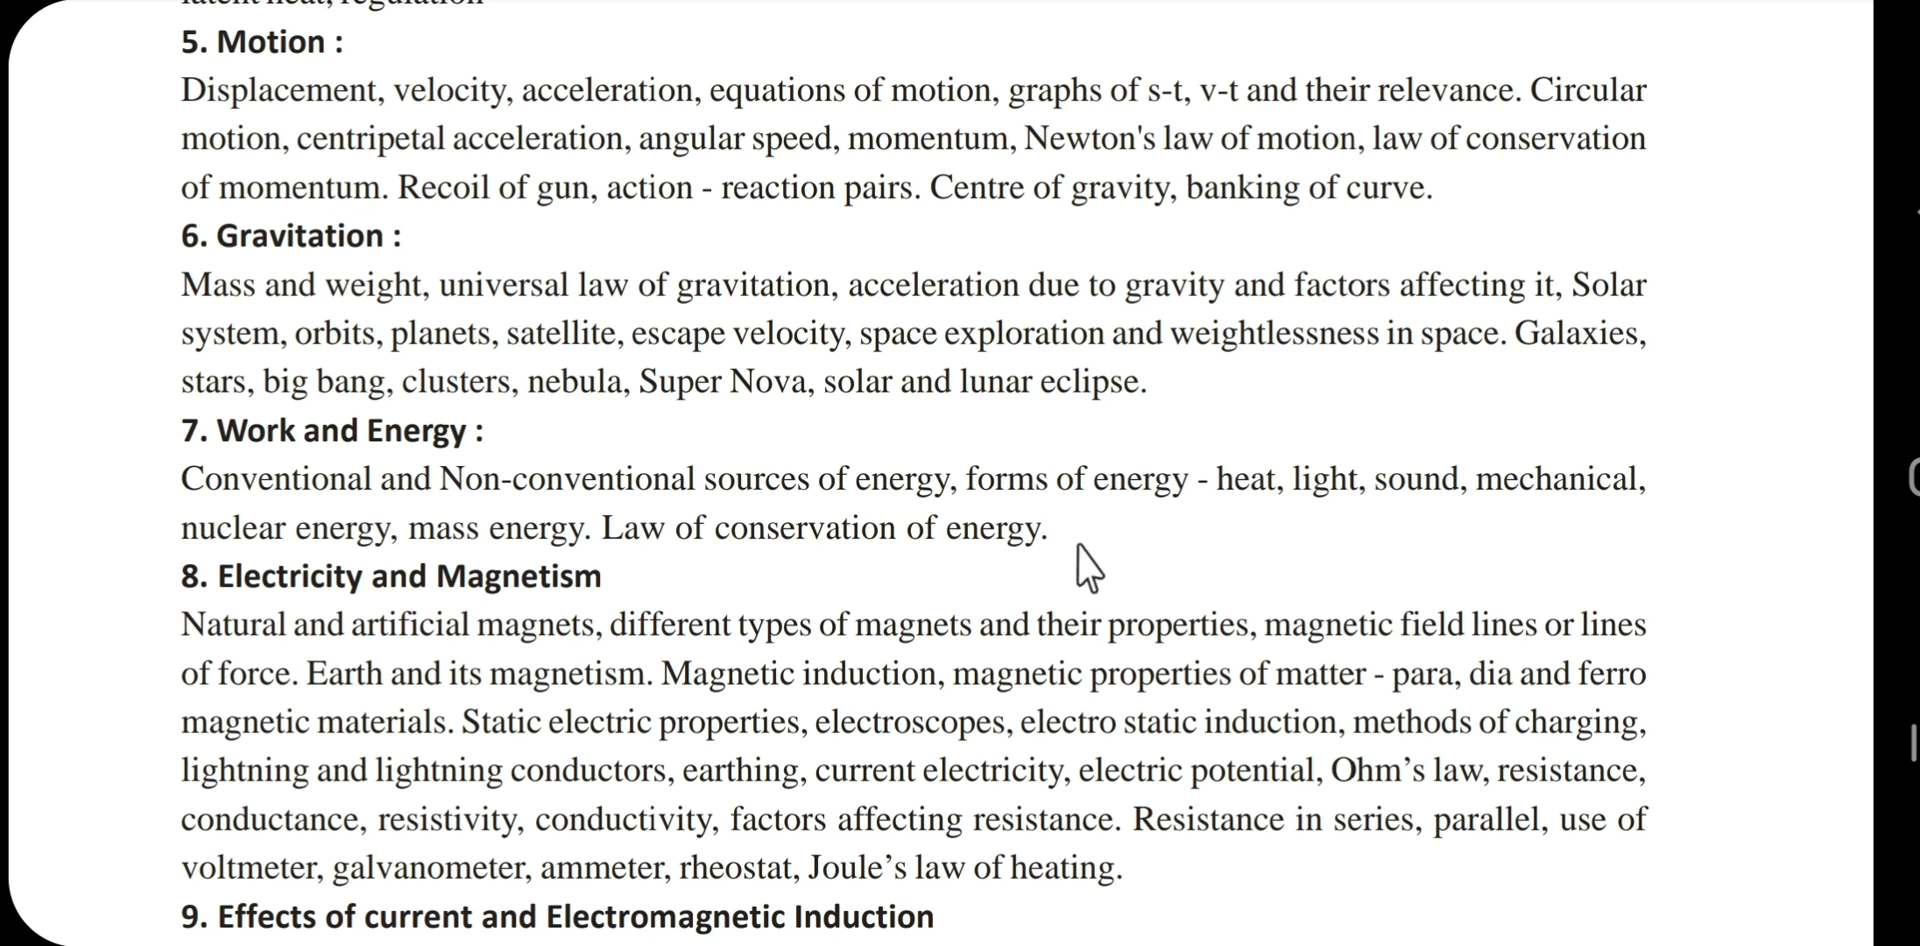 latent heat, regulation
5. Motion :
Displacement, velocity, acceleration, equations of motion, graphs of s-t, v-t and their relevance. Circular
motion, centripetal acceleration, angular speed, momentum, Newton's law of motion, law of conservation
of momentum. Recoil of gun, action - reaction pairs. Centre of gravity, banking of curve.
6. Gravitation :
Mass and weight, universal law of gravitation, acceleration due to gravity and factors affecting it, Solar
system, orbits, planets, satellite, escape velocity, space exploration and weightlessness in space. Galaxies,
stars, big bang, clusters, nebula, Super Nova, solar and lunar eclipse.
7. Work and Energy :
Conventional and Non-conventional sources of energy, forms of energy - heat, light, sound, mechanical,
nuclear energy, mass energy. Law of conservation of energy.
8. Electricity and Magnetism
Natural and artificial magnets, different types of magnets and their properties, magnetic field lines or lines
of force. Earth and its magnetism. Magnetic induction, magnetic properties of matter - para, dia and ferro
magnetic materials. Static electric properties, electroscopes, electro static induction, methods of charging,
lightning and lightning conductors, earthing, current electricity, electric potential, Ohm’s law, resistance,
conductance, resistivity, conductivity, factors affecting resistance. Resistance in series, parallel, use of
voltmeter, galvanometer, ammeter, rheostat, Joule’s law of heating.
9. Effects of current and Electromagnetic Induction